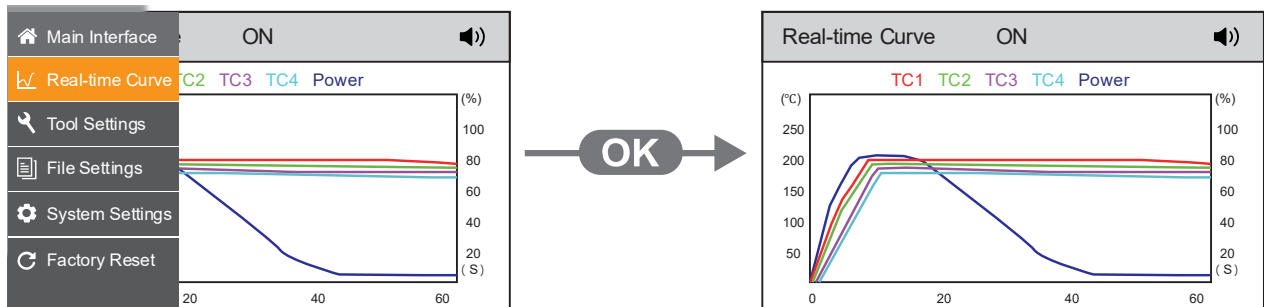 Main Interface
ON
Real-time Curve
TC2 TC3 TC4 Power
(%)
Tool Settings
100
File Settings
80
60
System Settings
40
Factory Reset
20
( S )
20 40 60
OK
Real-time Curve ON
TC1 TC2 TC3 TC4 Power
(℃) (%)
250 100
200 80
150 60
100 40
50 20
( S )
0 20 40 60